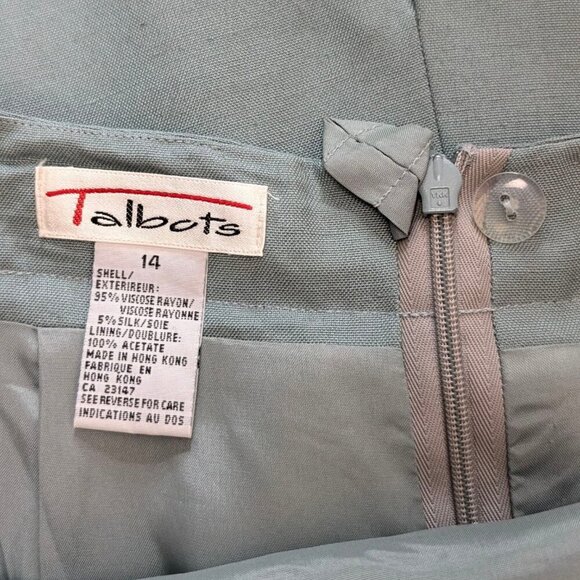 Talbots
14
SHELL/
EXTERIREUR:
95% VISCOSE RAYON/
VISCOSE RAYONNE
5% SILK/SOIE
LINING/DOUBLURE:
100% ACETATE
MADE IN HONG KONG
FABRIQUE EN
HONG KONG
CA 23147
SEE REVERSE FOR CARE
INDICATIONS AU DOS